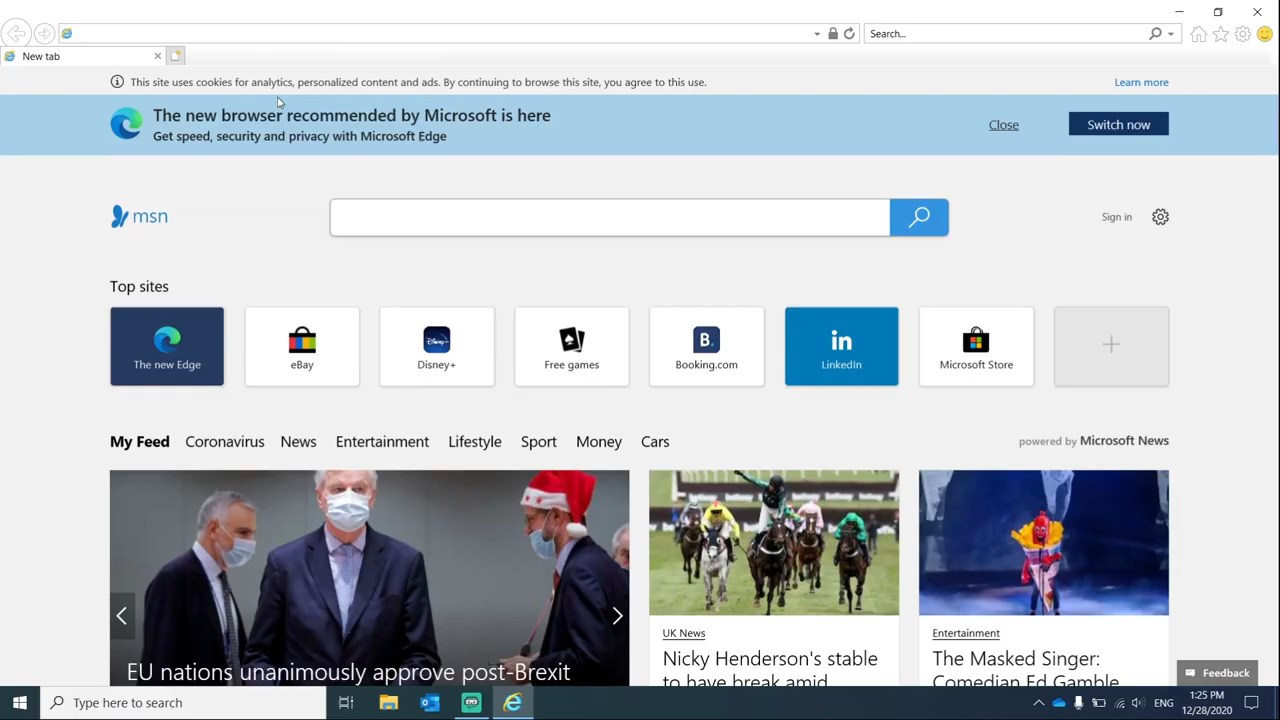 Search...
New tab
This site uses cookies for analytics, personalized content and ads. By continuing to browse this site, you agree to this use.
Learn more
The new browser recommended by Microsoft is here
Get speed, security and privacy with Microsoft Edge
Close
Switch now
msn
Sign in
Top sites
The new Edge
eBay
Disney+
Disney+
Free games
B.
Booking.com
in
LinkedIn
Microsoft Store
My Feed
Coronavirus
News
Entertainment
Lifestyle
Sport
Money
Cars
powered by Microsoft News
EU nations unanimously approve post-Brexit
UK News
Nicky Henderson's stable
to have break amid
Entertainment
The Masked Singer:
Comedian Ed Gamble
Feedback
Type here to search
ENG
1:25 PM
12/28/2020